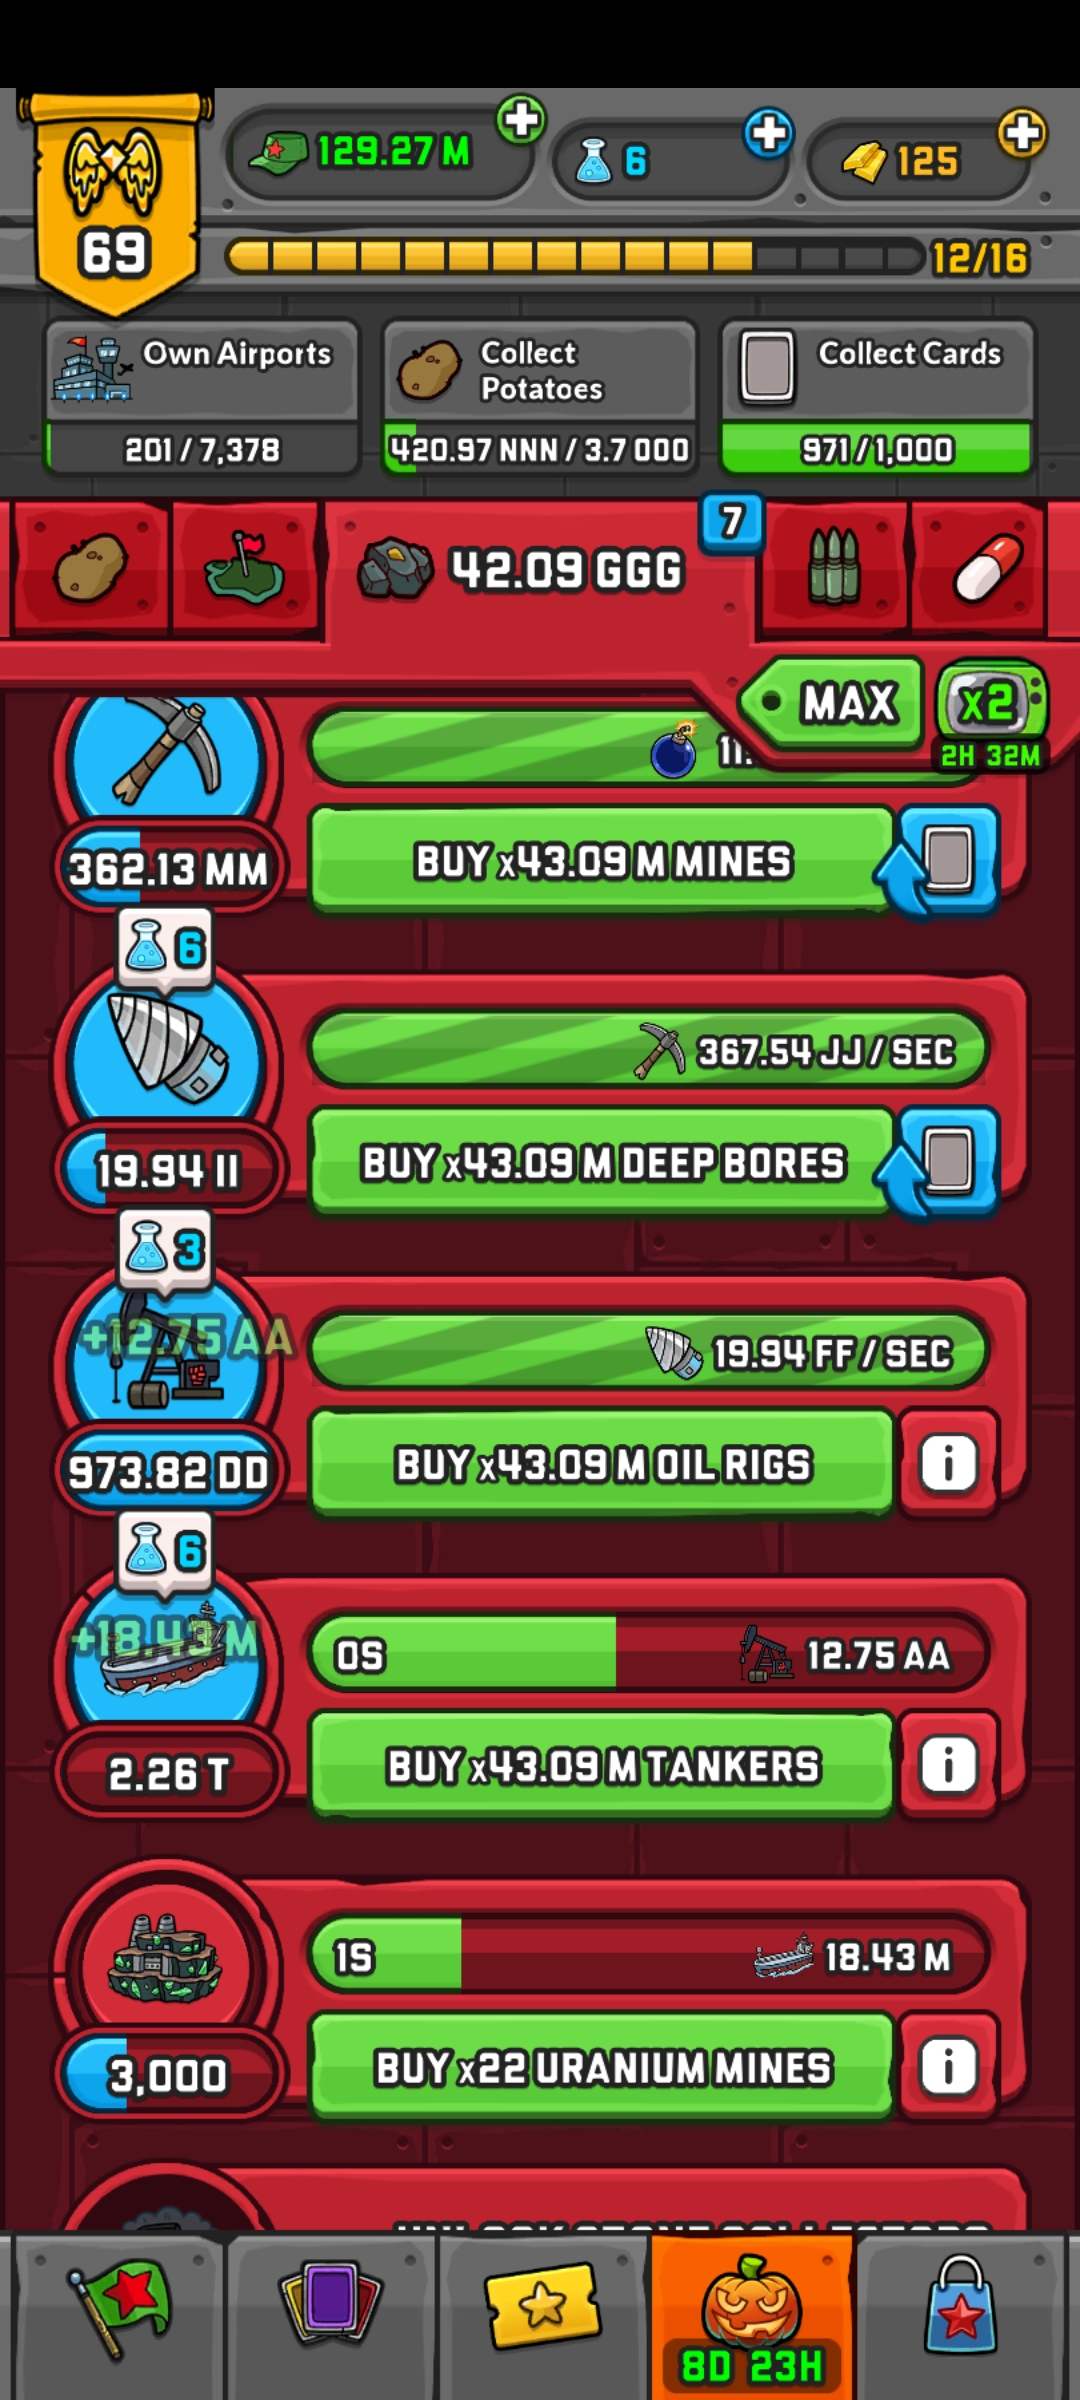 129.27 M
6
125
69
12/16
Own Airports
Collect
Potatoes
Collect Cards
201 / 7,378
420.97 NNN / 3.7 OOO
971 / 1,000
7
42.09 GGG
MAX
x2
2H 32M
11.
362.13 MM
BUY x43.09 M MINES
6
367.54 JJ / SEC
19.94 II
BUY x43.09 M DEEP BORES
3
+12.75 AA
19.94 FF / SEC
973.82 DD
BUY x43.09 M OIL RIGS
i
6
+18.43 M
0S
12.75 AA
2.26 T
BUY x43.09 M TANKERS
i
1S
18.43 M
3,000
BUY x22 URANIUM MINES
i
8D 23H